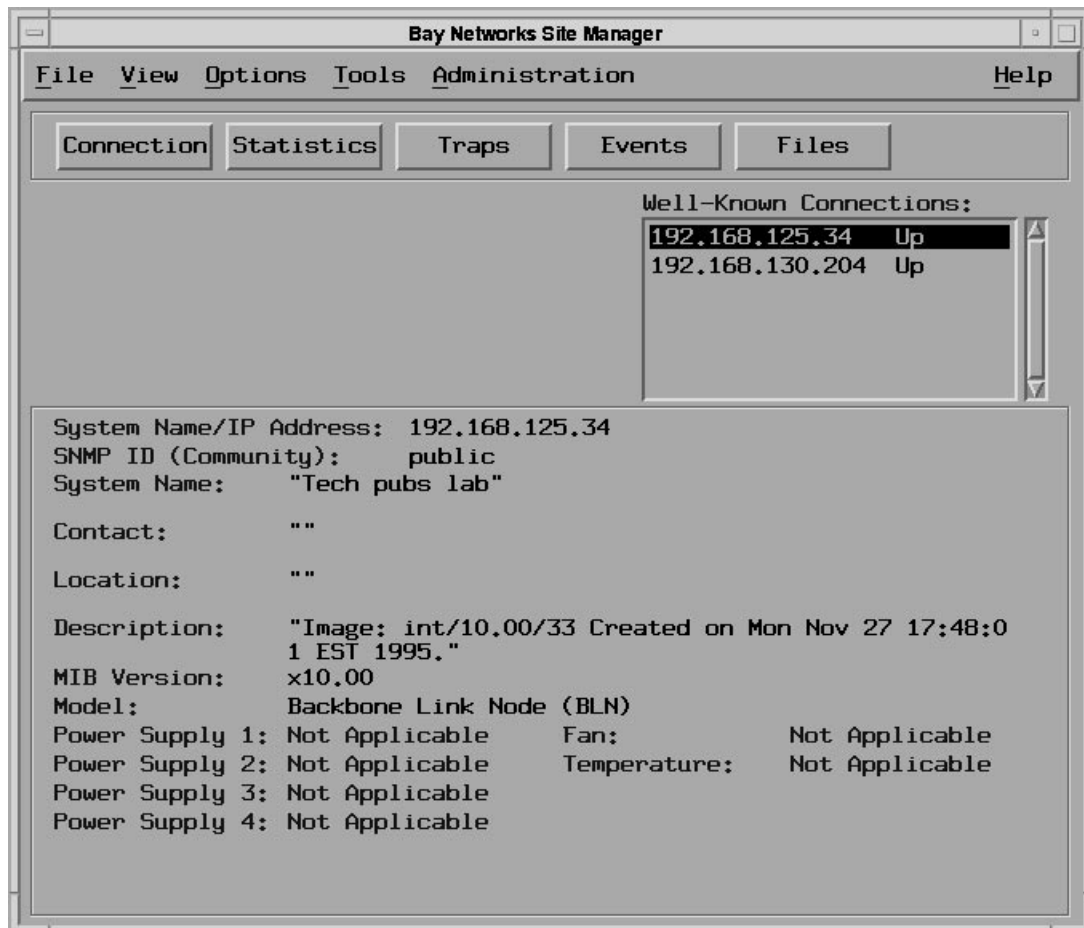 Bay Networks Site Manager
File View Options Tools Administration Help
Connection Statistics Traps Events Files
Well-Known Connections:
192.168.125.34 Up
192.168.130.204 Up
System Name/IP Address: 192.168.125.34
SNMP ID (Community): public
System Name: "Tech pubs lab"
Contact: ""
Location: ""
Description: "Image: int/10.00/33 Created on Mon Nov 27 17:48:0
1 EST 1995."
MIB Version: x10.00
Model: Backbone Link Node (BLN)
Power Supply 1: Not Applicable Fan: Not Applicable
Power Supply 2: Not Applicable Temperature: Not Applicable
Power Supply 3: Not Applicable
Power Supply 4: Not Applicable